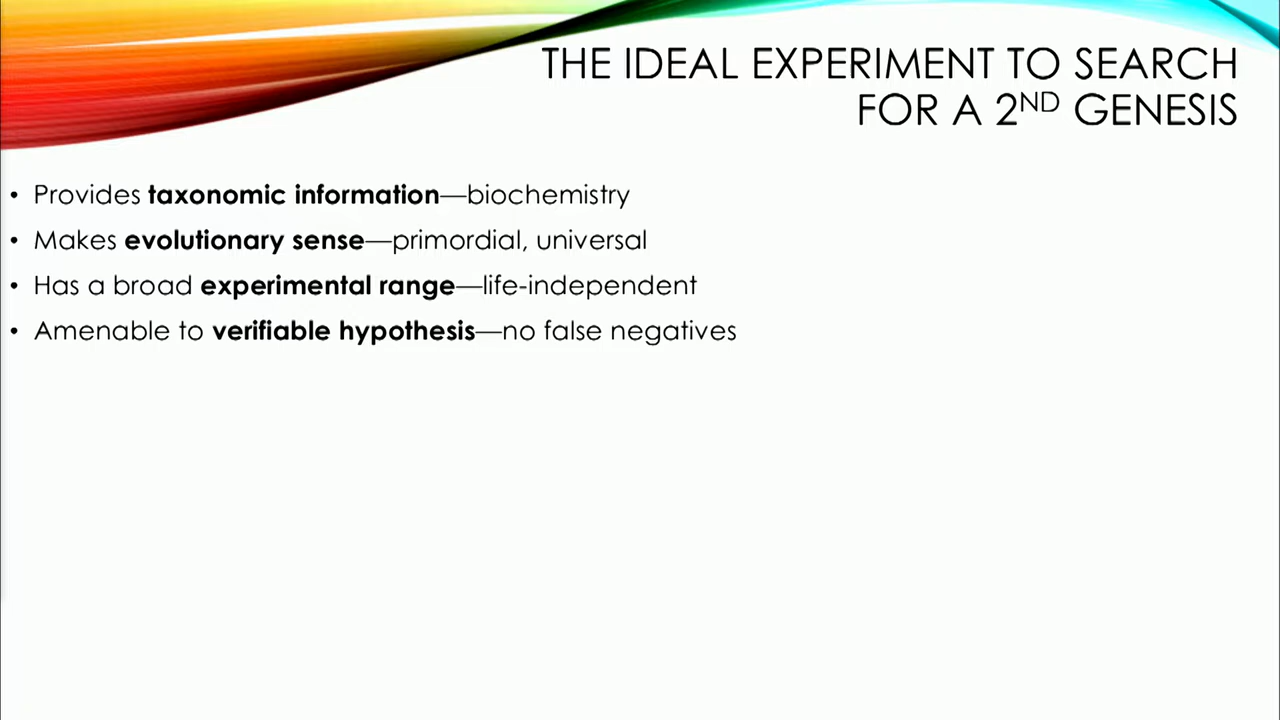 THE IDEAL EXPERIMENT TO SEARCH
FOR A 2ND GENESIS
• Provides taxonomic information—biochemistry
• Makes evolutionary sense—primordial, universal
• Has a broad experimental range—life-independent
• Amenable to verifiable hypothesis—no false negatives